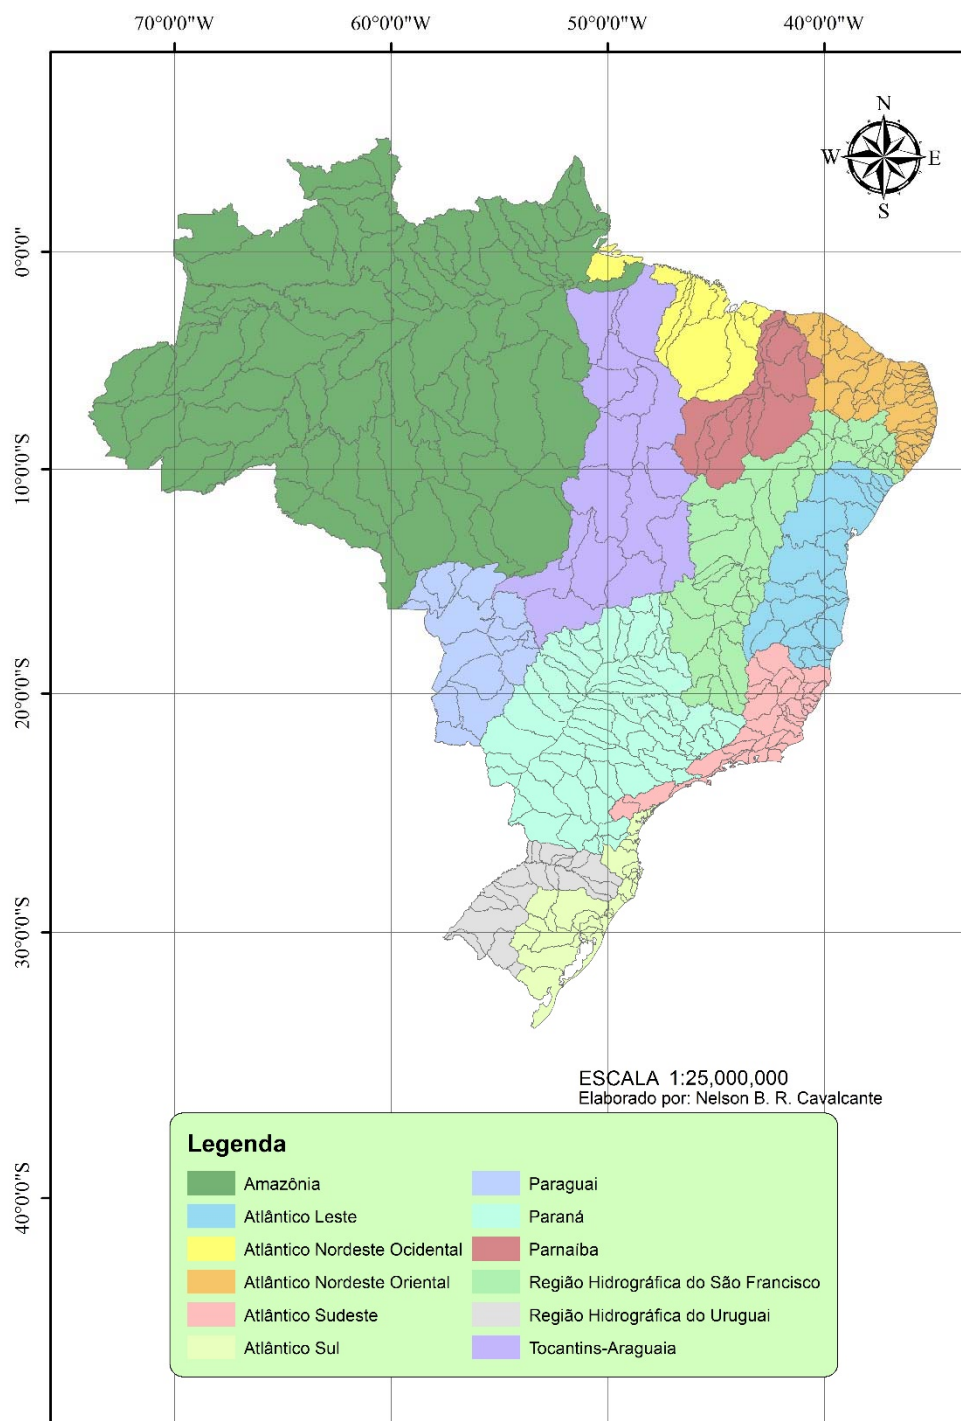 70°0'0"W 60°0'0"W 50°0'0"W 40°0'0"W
N
W E
S
0°0'0"
10°0'0"S
20°0'0"S
30°0'0"S
40°0'0"S
ESCALA 1:25,000,000
Elaborado por: Nelson B. R. Cavalcante
Legenda
Amazônia
Atlântico Leste
Atlântico Nordeste Ocidental
Atlântico Nordeste Oriental
Atlântico Sudeste
Atlântico Sul
Paraguai
Paraná
Parnaíba
Região Hidrográfica do São Francisco
Região Hidrográfica do Uruguai
Tocantins-Araguaia